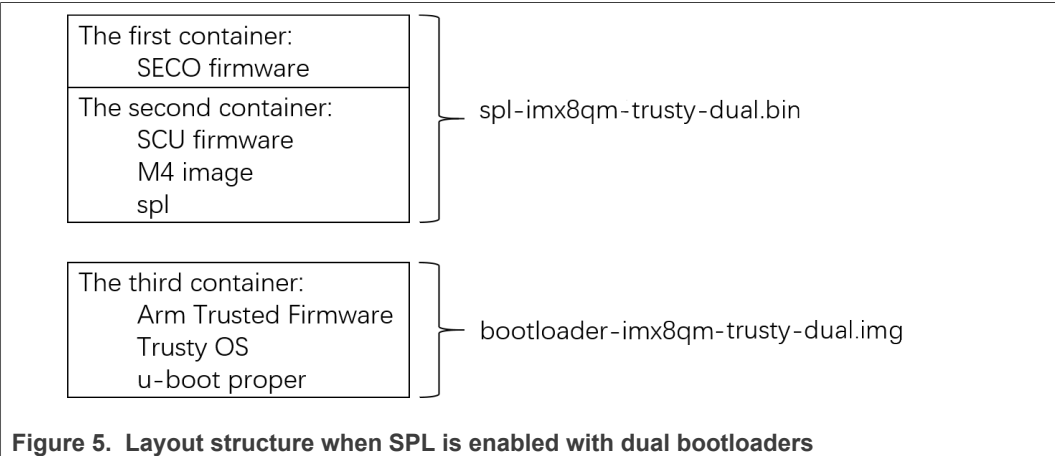 The first container:
SECO firmware
The second container:
SCU firmware
M4 image
spl
spl-imx8qm-trusty-dual.bin
The third container:
Arm Trusted Firmware
Trusty OS
u-boot proper
bootloader-imx8qm-trusty-dual.img
Figure 5. Layout structure when SPL is enabled with dual bootloaders